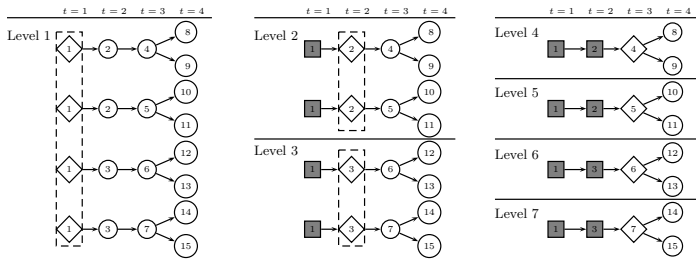 t = 1 t = 2 t = 3 t = 4
Level 1
1 2 4 8
9
1 2 5 10
11
1 3 6 12
13
1 3 7 14
15
t = 1 t = 2 t = 3 t = 4
Level 2
1 2 4 8
9
1 2 5 10
11
Level 3
1 3 6 12
13
1 3 7 14
15
t = 1 t = 2 t = 3 t = 4
Level 4
1 2 4 8
9
Level 5
1 2 5 10
11
Level 6
1 3 6 12
13
Level 7
1 3 7 14
15